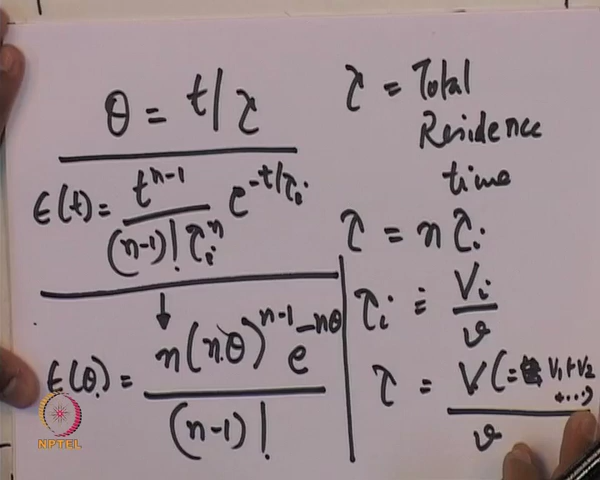 θ = t/τ
E(t) = t^(n-1) / ((n-1)! τi^n) e^(-t/τi)
↓
E(θ) = n(nθ)^(n-1) e^(-nθ) / (n-1)!
τ = Total
Residence
time
τ = n τi
τi = Vi / v
τ = V (= V1+V2
+...) / v
NPTEL